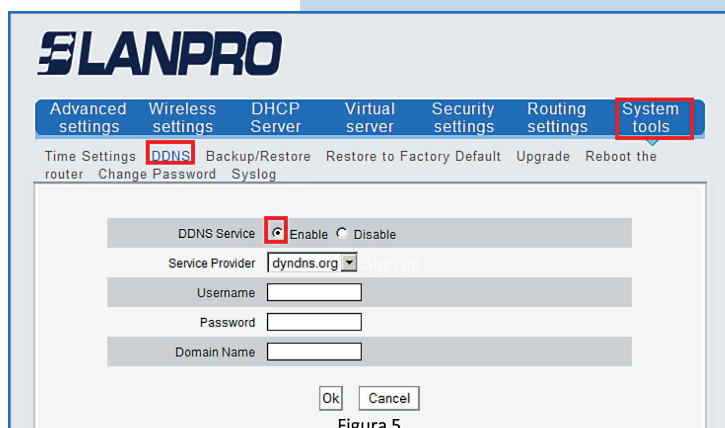 LANPRO
Advanced settings Wireless settings DHCP Server Virtual server Security settings Routing settings System tools
Time Settings DDNS Backup/Restore Restore to Factory Default Upgrade Reboot the
router Change Password Syslog
DDNS Service Enable Disable
Service Provider dyndns.org Sign up
Username
Password
Domain Name
Ok Cancel
Figura 5